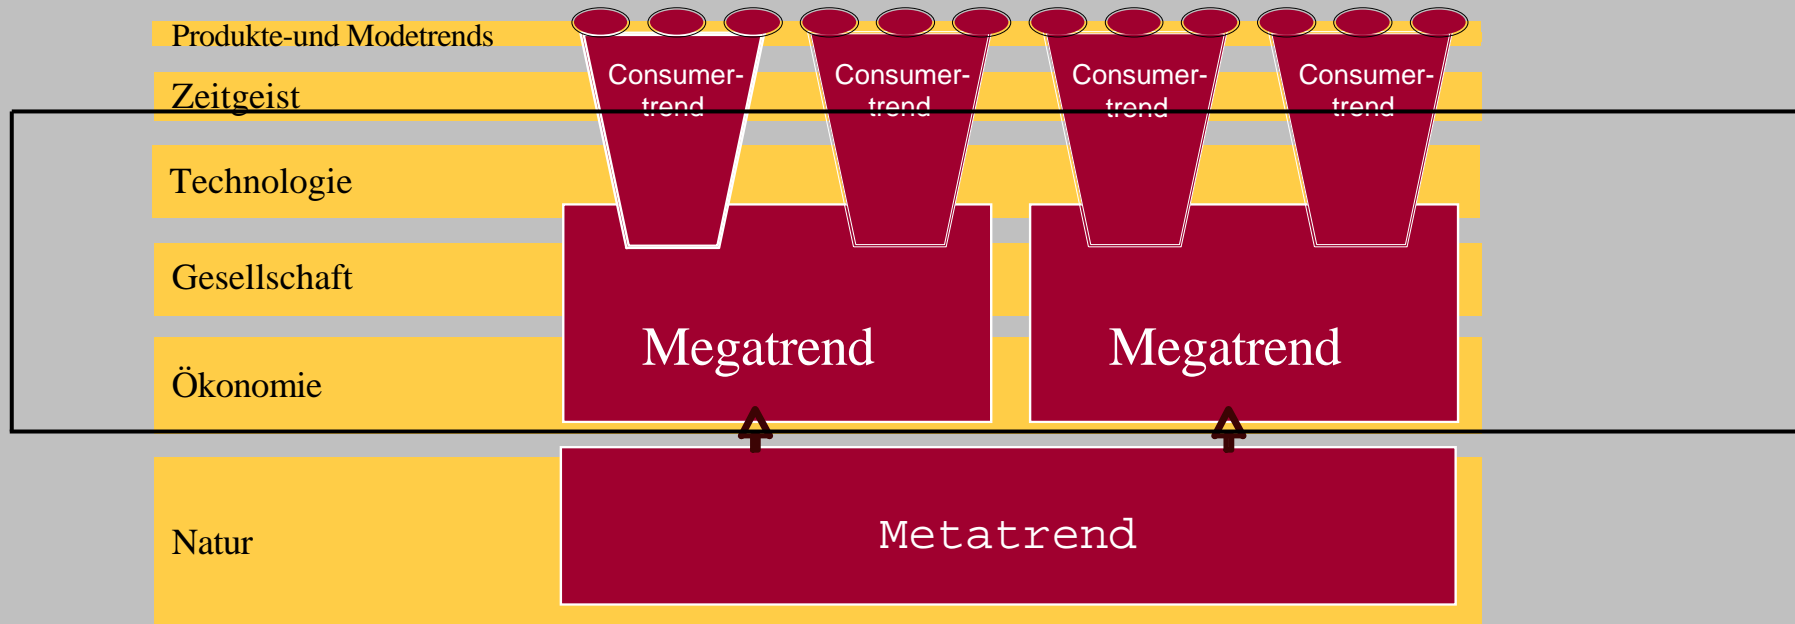 Produkte-und Modetrends
Zeitgeist
Technologie
Gesellschaft
Ökonomie
Natur
Consumer-
trend
Consumer-
trend
Consumer-
trend
Consumer-
trend
Megatrend
Megatrend
Metatrend